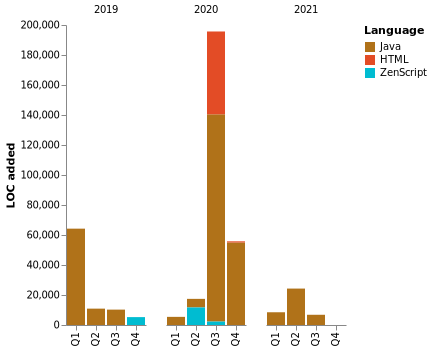 2019 2020 2021
Language
Java
HTML
ZenScript
LOC added
200,000
180,000
160,000
140,000
120,000
100,000
80,000
60,000
40,000
20,000
0
Q1 Q2 Q3 Q4 Q1 Q2 Q3 Q4 Q1 Q2 Q3 Q4